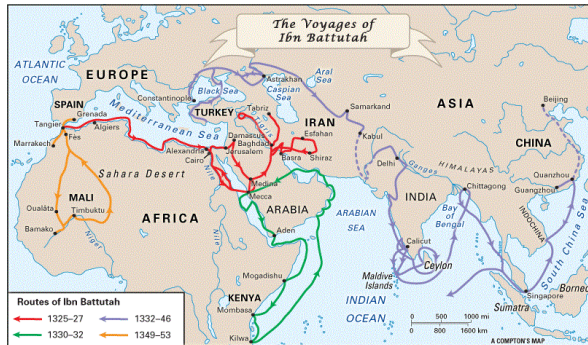 The Voyages of
Ibn Battutah
ATLANTIC
OCEAN
EUROPE
ASIA
AFRICA
SPAIN
Grenada
Tangier
Fès
Algiers
Marrakech
Mediterranean Sea
Constantinople
Black Sea
TURKEY
Astrakhan
Caspian
Sea
Aral
Sea
Tabriz
Tigris
IRAN
Esfahan
Damascus
Baghdad
Jerusalem
Basra
Shiraz
Alexandria
Cairo
Nile
Medina
Mecca
ARABIA
Aden
ARABIAN
SEA
Samarkand
Kabul
Delhi
Ganges
HIMALAYAS
INDIA
Chittagong
Bay of
Bengal
Calicut
Ceylon
Maldive
Islands
INDIAN
OCEAN
Beijing
CHINA
Quanzhou
Guangzhou
INDOCHINA
South China Sea
Singapore
Sumatra
Borneo
Sahara Desert
MALI
Oualâta
Timbuktu
Bamako
Niger
Nile
Mogadishu
KENYA
Mombasa
Kilwa
Routes of Ibn Battutah
1325–27
1332–46
1330–32
1349–53
0 500 1000 mi
0 800 1600 km
A COMPTON'S MAP